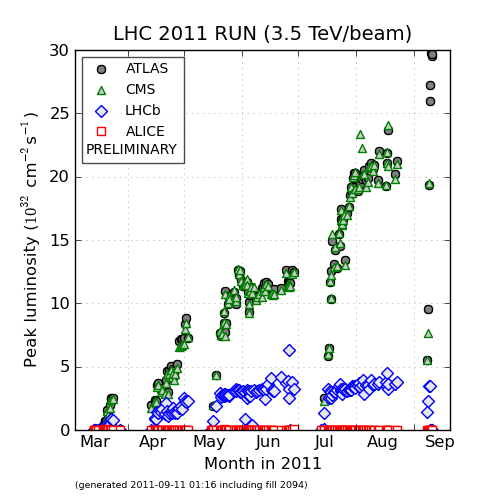 LHC 2011 RUN (3.5 TeV/beam)
Peak luminosity (10³² cm⁻² s⁻¹)
30
25
20
15
10
5
0
ATLAS
CMS
LHCb
ALICE
PRELIMINARY
Mar Apr May Jun Jul Aug Sep
Month in 2011
(generated 2011-09-11 01:16 including fill 2094)